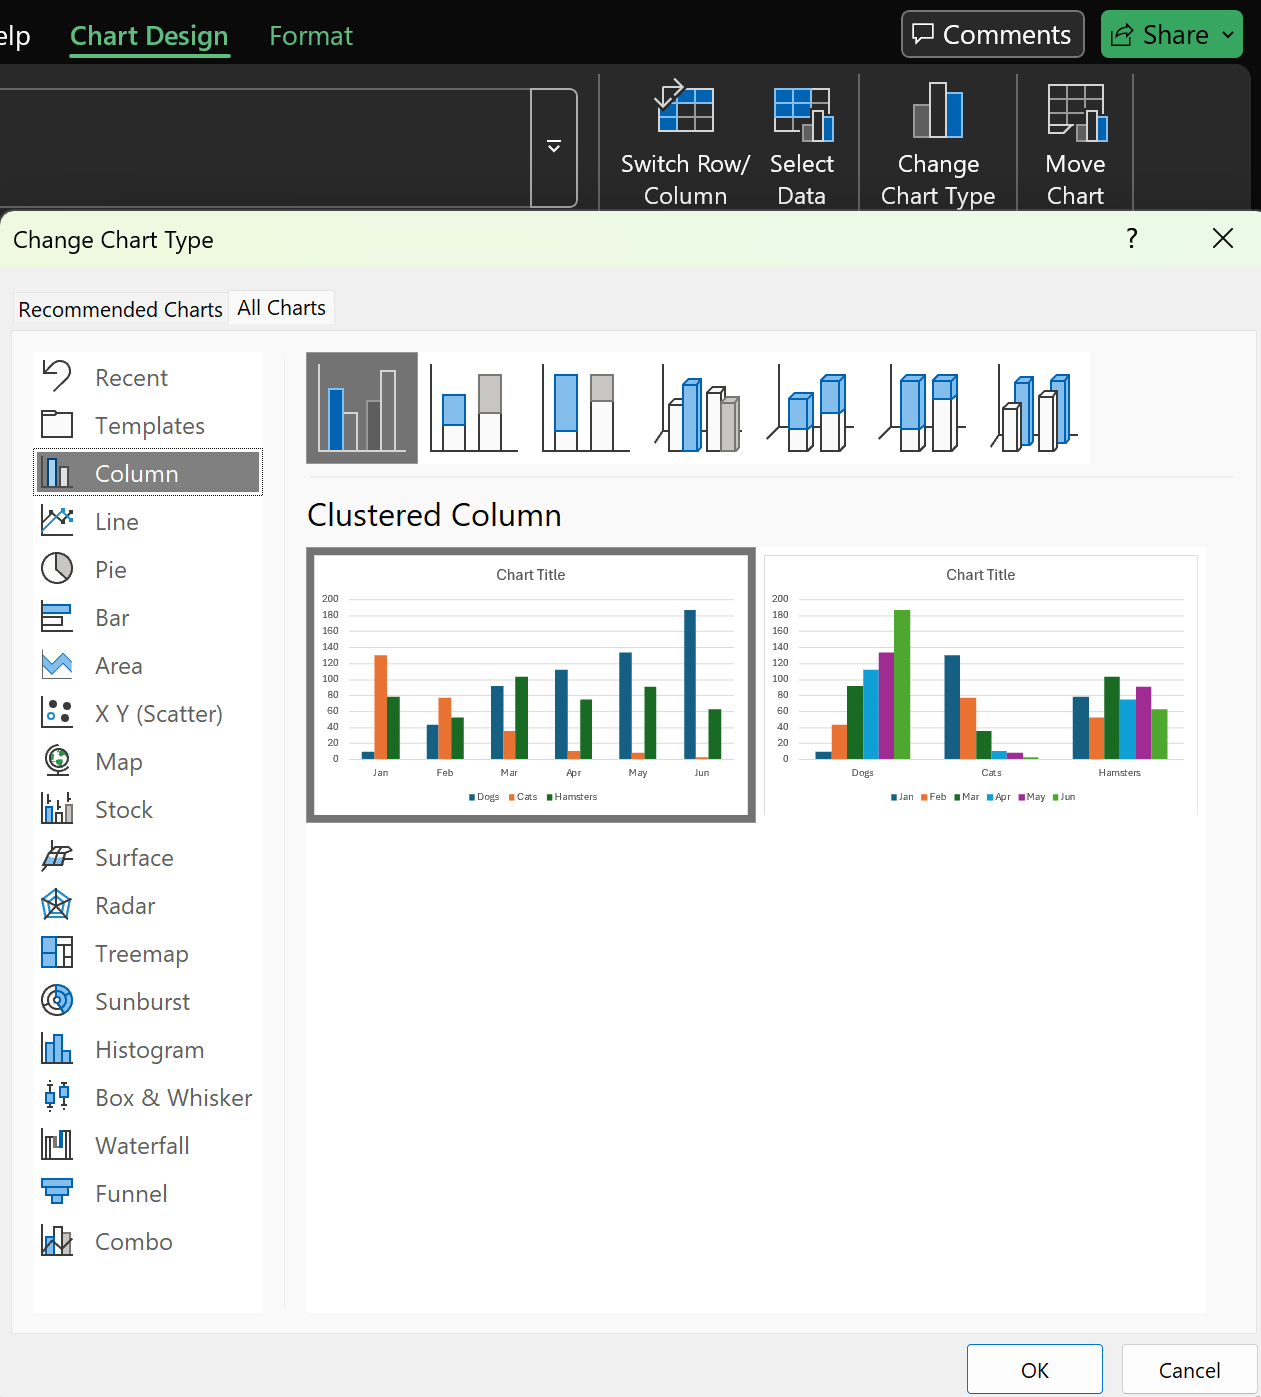 elp
Chart Design
Format
Comments
Share
Switch Row/
Column
Select
Data
Change
Chart Type
Move
Chart
Change Chart Type
?
Recommended Charts
All Charts
Recent
Templates
Column
Line
Pie
Bar
Area
X Y (Scatter)
Map
Stock
Surface
Radar
Treemap
Sunburst
Histogram
Box & Whisker
Waterfall
Funnel
Combo
Clustered Column
Chart Title
200
180
160
140
120
100
80
60
40
20
0
Jan Feb Mar Apr May Jun
Dogs Cats Hamsters
Chart Title
200
180
160
140
120
100
80
60
40
20
0
Dogs Cats Hamsters
Jan Feb Mar Apr May Jun
OK
Cancel